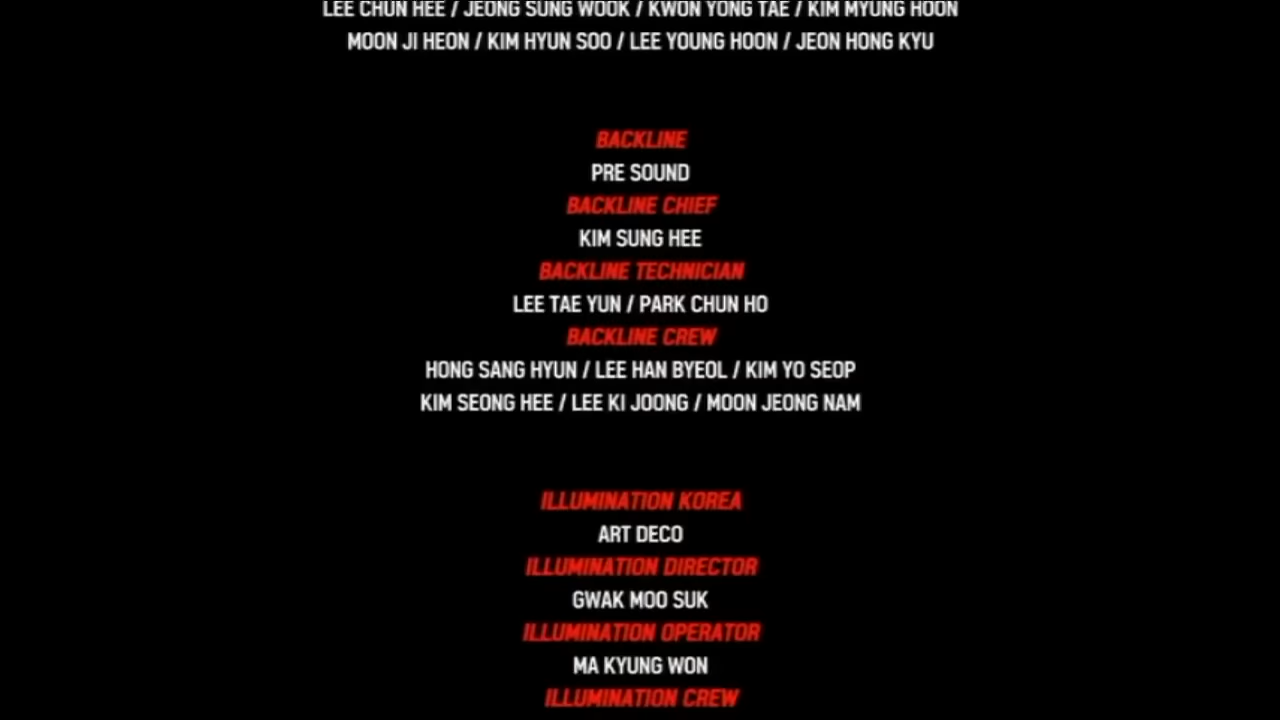 LEE CHUN HEE / JEONG SUNG WOOK / KWON YONG TAE / KIM MYUNG HOON
MOON JI HEON / KIM HYUN SOO / LEE YOUNG HOON / JEON HONG KYU
BACKLINE
PRE SOUND
BACKLINE CHIEF
KIM SUNG HEE
BACKLINE TECHNICIAN
LEE TAE YUN / PARK CHUN HO
BACKLINE CREW
HONG SANG HYUN / LEE HAN BYEOL / KIM YO SEOP
KIM SEONG HEE / LEE KI JOONG / MOON JEONG NAM
ILLUMINATION KOREA
ART DECO
ILLUMINATION DIRECTOR
GWAK MOO SUK
ILLUMINATION OPERATOR
MA KYUNG WON
ILLUMINATION CREW